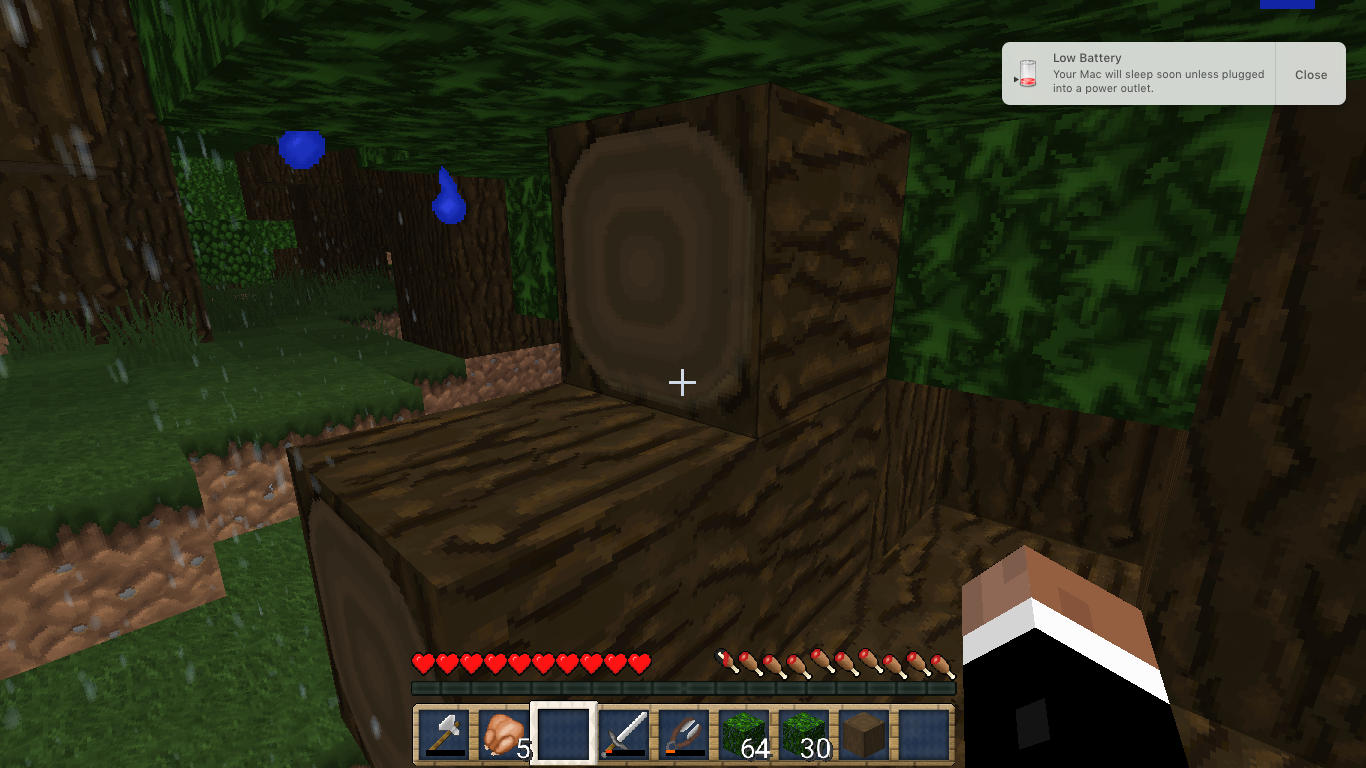 Low Battery
Your Mac will sleep soon unless plugged
into a power outlet.
Close
5
64
30